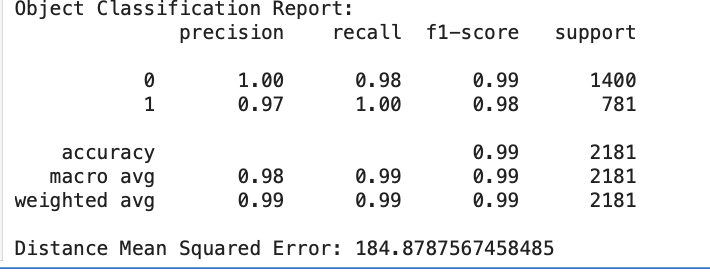 Object Classification Report:
precision recall f1-score support
0 1.00 0.98 0.99 1400
1 0.97 1.00 0.98 781
accuracy 0.99 2181
macro avg 0.98 0.99 0.99 2181
weighted avg 0.99 0.99 0.99 2181
Distance Mean Squared Error: 184.8787567458485